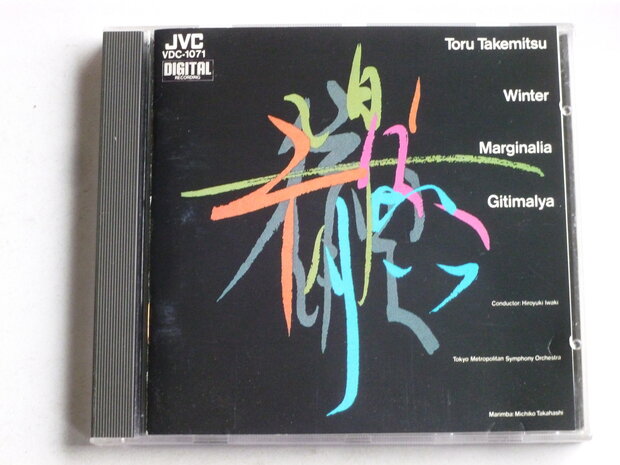 JVC
VDC-1071
DIGITAL
RECORDING
Toru Takemitsu
Winter
Marginalia
Gitimalya
Conductor: Hiroyuki Iwaki
Tokyo Metropolitan Symphony Orchestra
Marimba: Michiko Takahashi